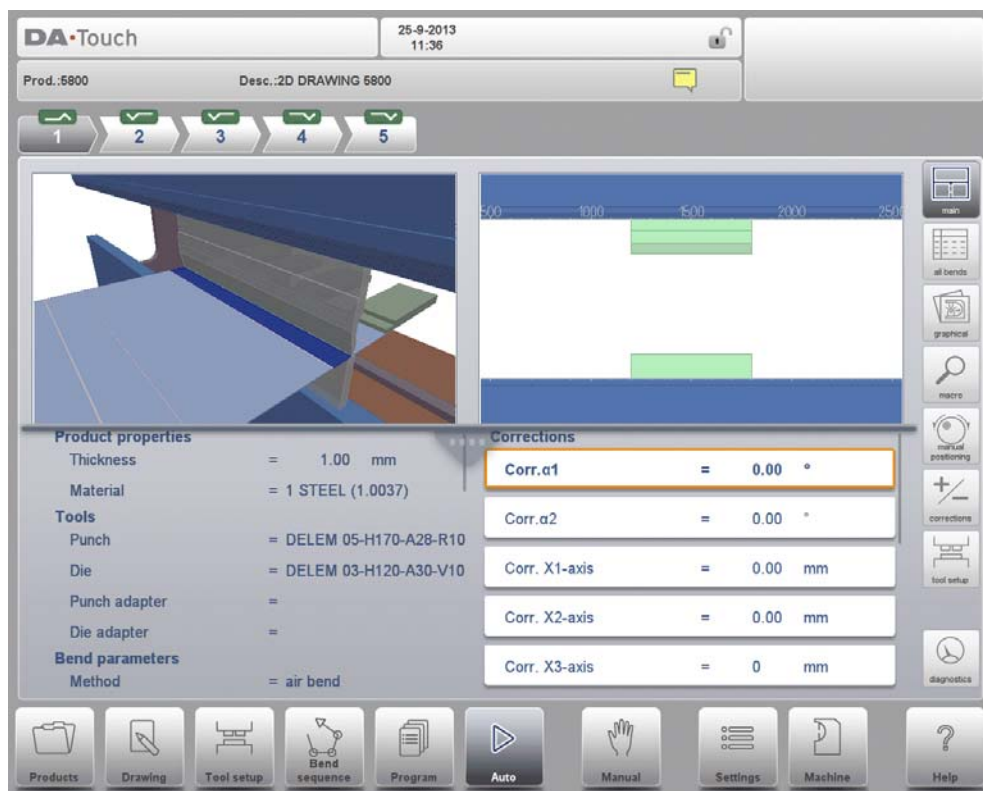 DA•Touch
25-9-2013
11:36
Prod.:5800
Desc.:2D DRAWING 5800
1
2
3
4
5
500 1000 1500 2000 250
Product properties
Thickness = 1.00 mm
Material = 1 STEEL (1.0037)
Tools
Punch = DELEM 05-H170-A28-R10
Die = DELEM 03-H120-A30-V10
Punch adapter =
Die adapter =
Bend parameters
Method = air bend
Corrections
Corr.α1 = 0.00 °
Corr.α2 = 0.00 °
Corr. X1-axis = 0.00 mm
Corr. X2-axis = 0.00 mm
Corr. X3-axis = 0 mm
main
all bends
graphical
macro
manual
positioning
corrections
tool setup
diagnostics
Products
Drawing
Tool setup
Bend
sequence
Program
Auto
Manual
Settings
Machine
Help